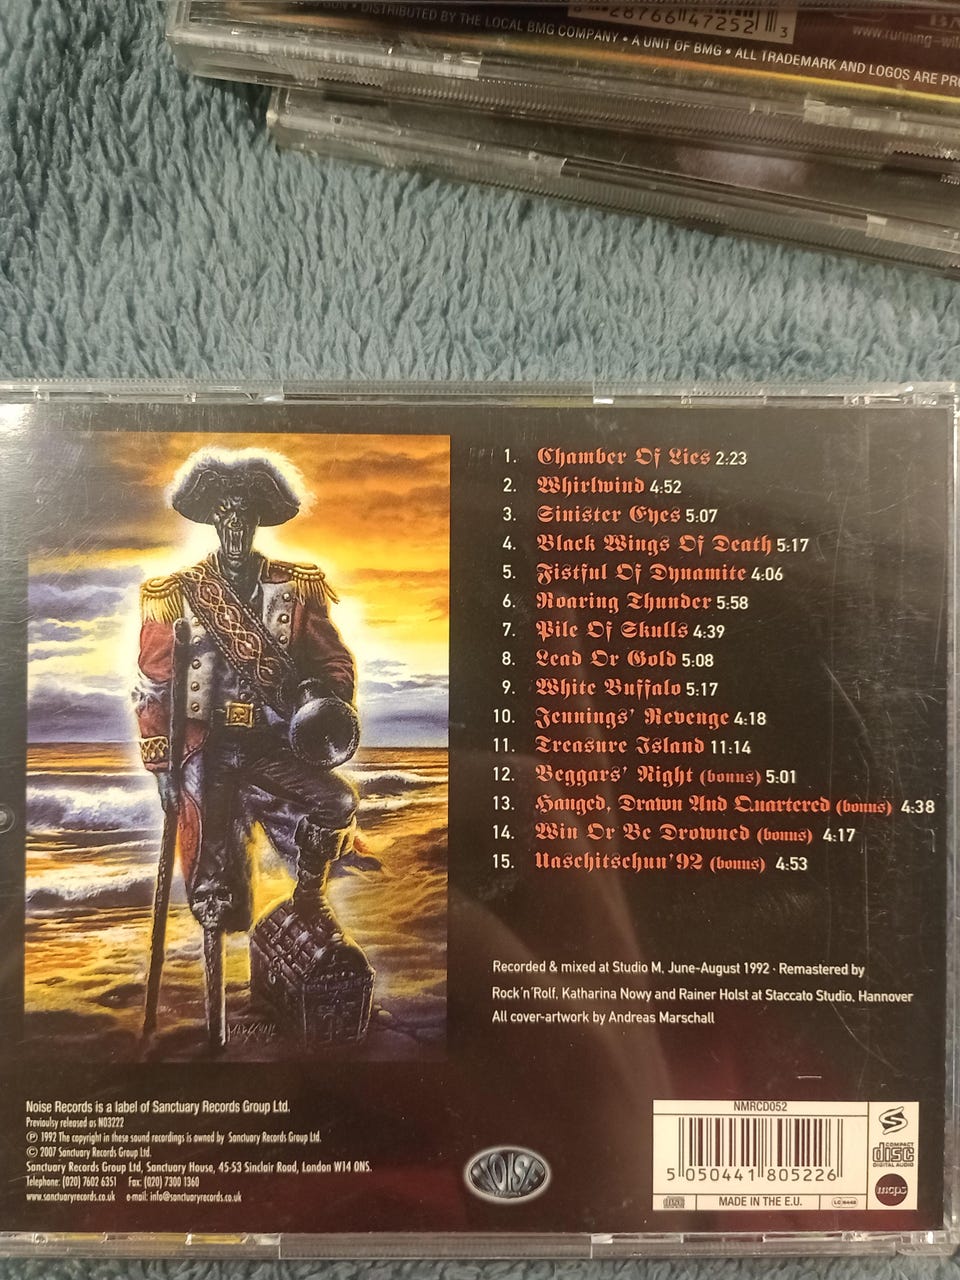 28766 47252 3
DISTRIBUTED BY THE LOCAL BMG COMPANY • A UNIT OF BMG • ALL TRADEMARK AND LOGOS ARE
www.running-wi
1. Chamber Of Lies 2:23
2. Whirlwind 4:52
3. Sinister Eyes 5:07
4. Black Wings Of Death 5:17
5. Fistful Of Dynamite 4:06
6. Roaring Thunder 5:58
7. Pile Of Skulls 4:39
8. Lead Or Gold 5:08
9. White Buffalo 5:17
10. Jennings' Revenge 4:18
11. Treasure Island 11:14
12. Beggars' Night (bonus) 5:01
13. Hanged, Drawn And Quartered (bonus) 4:38
14. Win Or Be Drowned (bonus) 4:17
15. Uaschitschun'92 (bonus) 4:53
Recorded & mixed at Studio M, June-August 1992 · Remastered by
Rock'n'Rolf, Katharina Nowy and Rainer Holst at Staccato Studio, Hannover
All cover-artwork by Andreas Marschall
Noise Records is a label of Sanctuary Records Group Ltd.
Previoulsy released as N03222
℗ 1992 The copyright in these sound recordings is owned by Sanctuary Records Group Ltd.
© 2007 Sanctuary Records Group Ltd.
Sanctuary Records Group Ltd, Sanctuary House, 45-53 Sinclair Road, London W14 0NS.
Telephone: (020) 7602 6351 Fax: (020) 7300 1360
www.sanctuaryrecords.co.uk e-mail: info@sanctuaryrecords.co.uk
NOISE
NMRCD052
5 050441 805226
MADE IN THE E.U.
COMPACT
disc
DIGITAL AUDIO
mcps